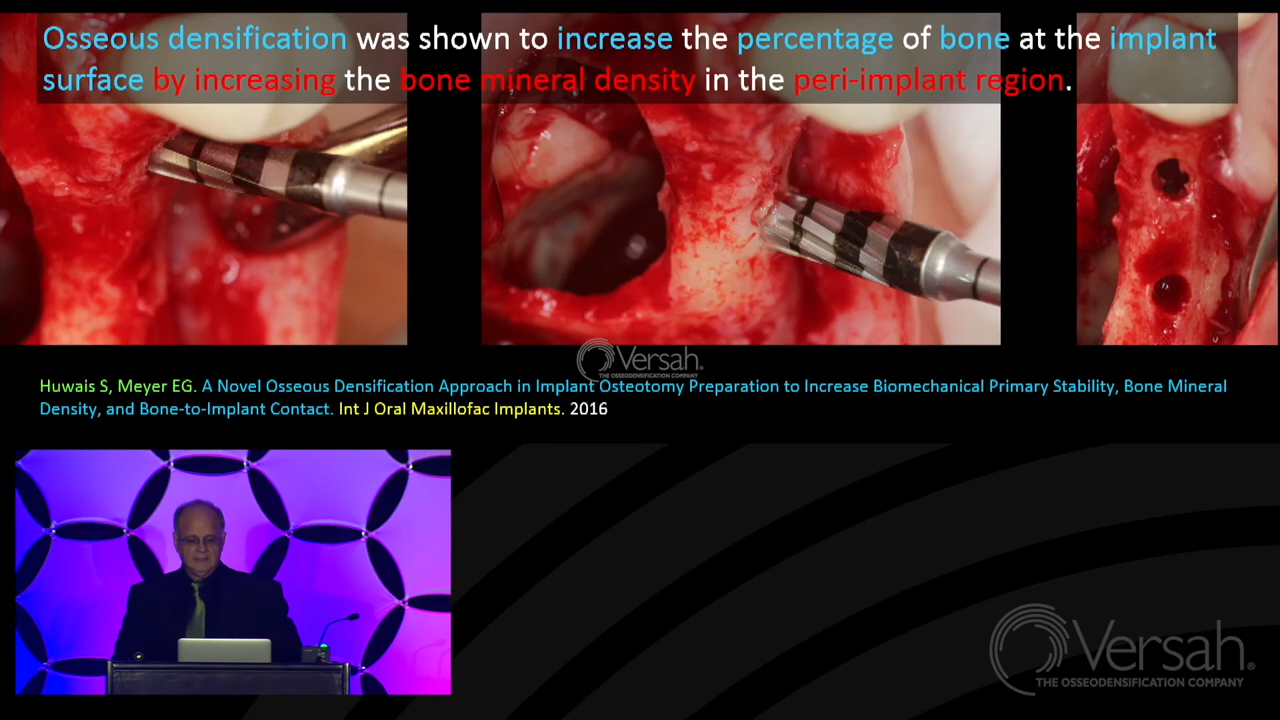 Osseous densification was shown to increase the percentage of bone at the implant
surface by increasing the bone mineral density in the peri-implant region.
Versah.
THE OSSEODENSIFICATION COMPANY
Huwais S, Meyer EG. A Novel Osseous Densification Approach in Implant Osteotomy Preparation to Increase Biomechanical Primary Stability, Bone Mineral
Density, and Bone-to-Implant Contact. Int J Oral Maxillofac Implants. 2016
Versah®
THE OSSEODENSIFICATION COMPANY